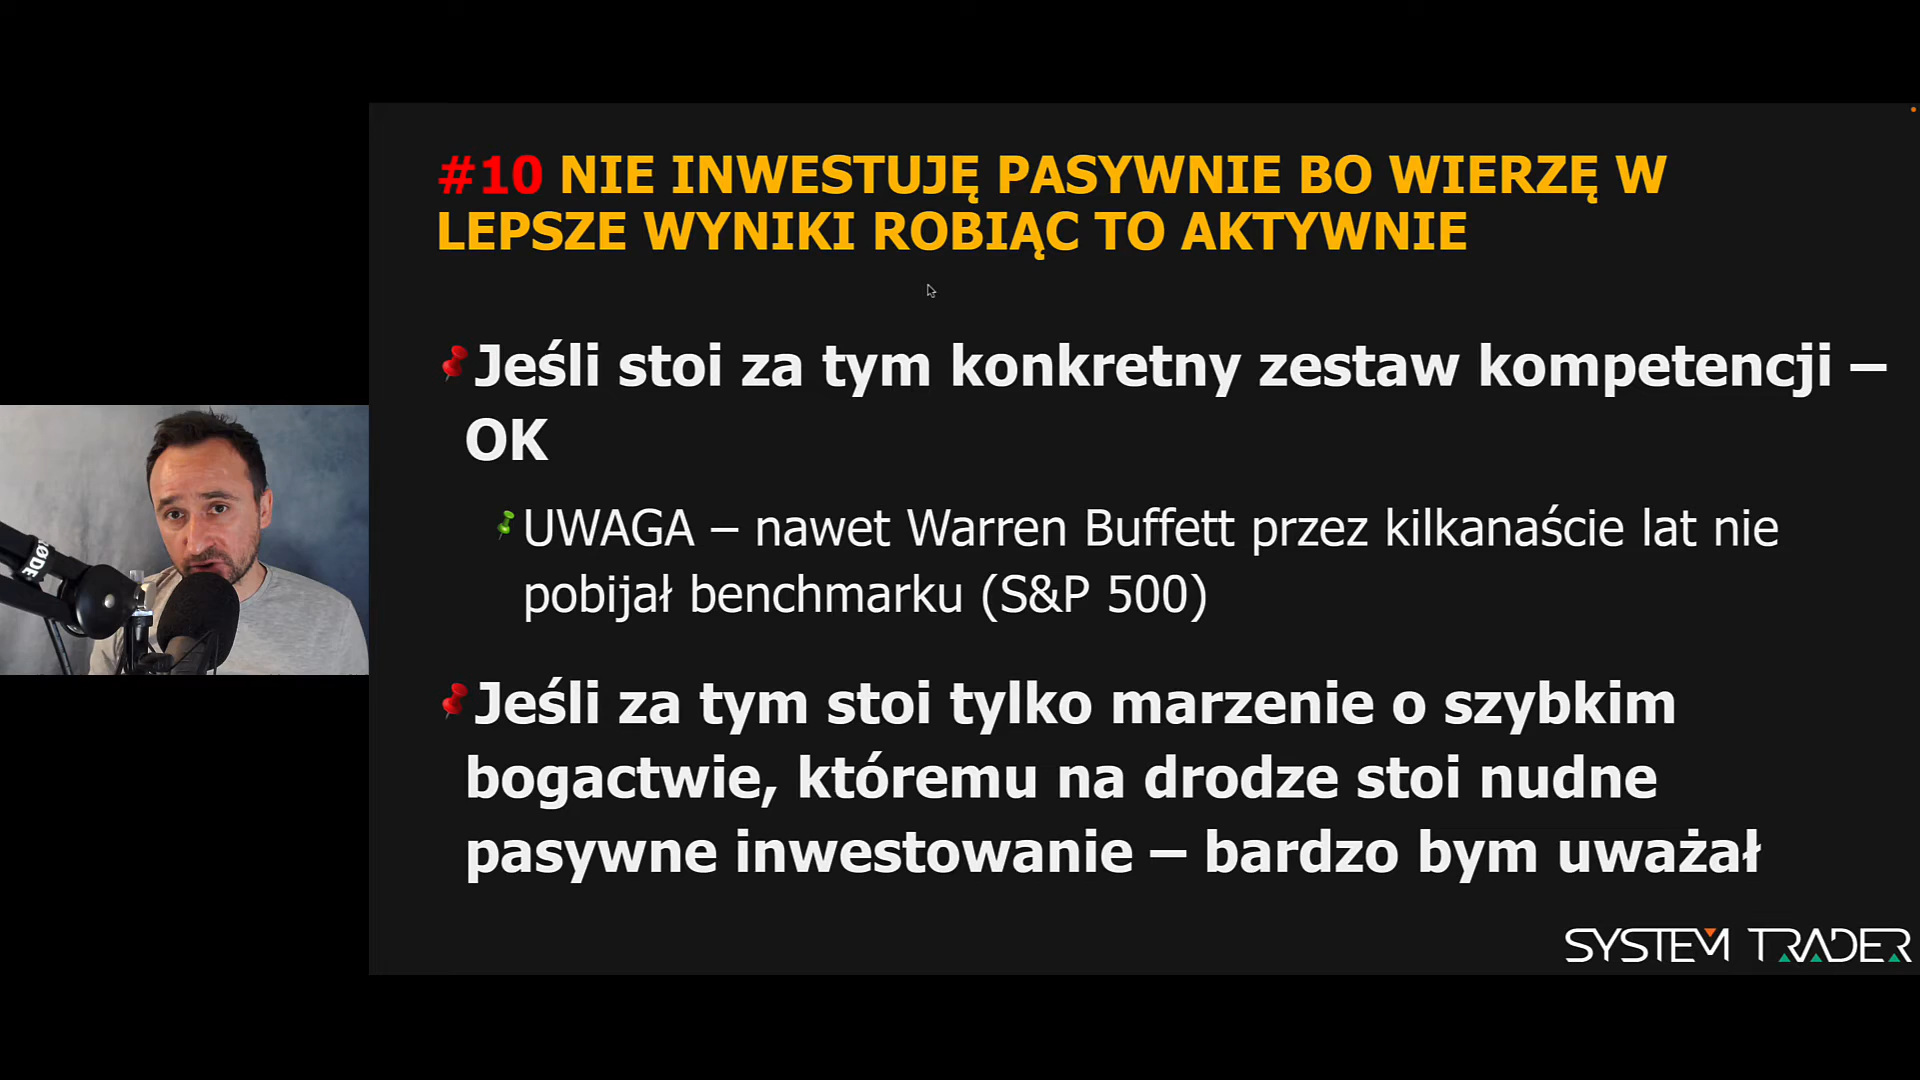 #10 NIE INWESTUJĘ PASYWNIE BO WIERZĘ W
LEPSZE WYNIKI ROBIĄC TO AKTYWNIE
Jeśli stoi za tym konkretny zestaw kompetencji –
OK
UWAGA – nawet Warren Buffett przez kilkanaście lat nie
pobijał benchmarku (S&P 500)
Jeśli za tym stoi tylko marzenie o szybkim
bogactwie, któremu na drodze stoi nudne
pasywne inwestowanie – bardzo bym uważał
RØDE
SYSTEM TRADER